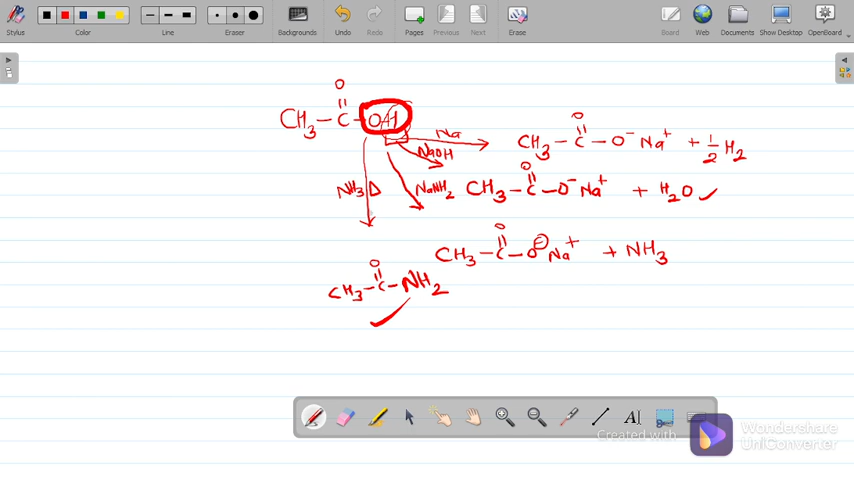 Stylus Color Line Eraser Backgrounds Undo Redo Pages Previous Next Erase Board Web Documents Show Desktop OpenBoard
O
||
CH3 – C – OH
Na
O
||
CH3 – C – O⁻ Na⁺ + 1/2 H2
NaOH
O
||
CH3 – C – O⁻ Na⁺ + H2O ✓
NH3 Δ
NaNH2
O
||
CH3 – C – O⊖ Na⁺ + NH3
O
||
CH3 – C – NH2
✓
Created with
Wondershare
UniConverter